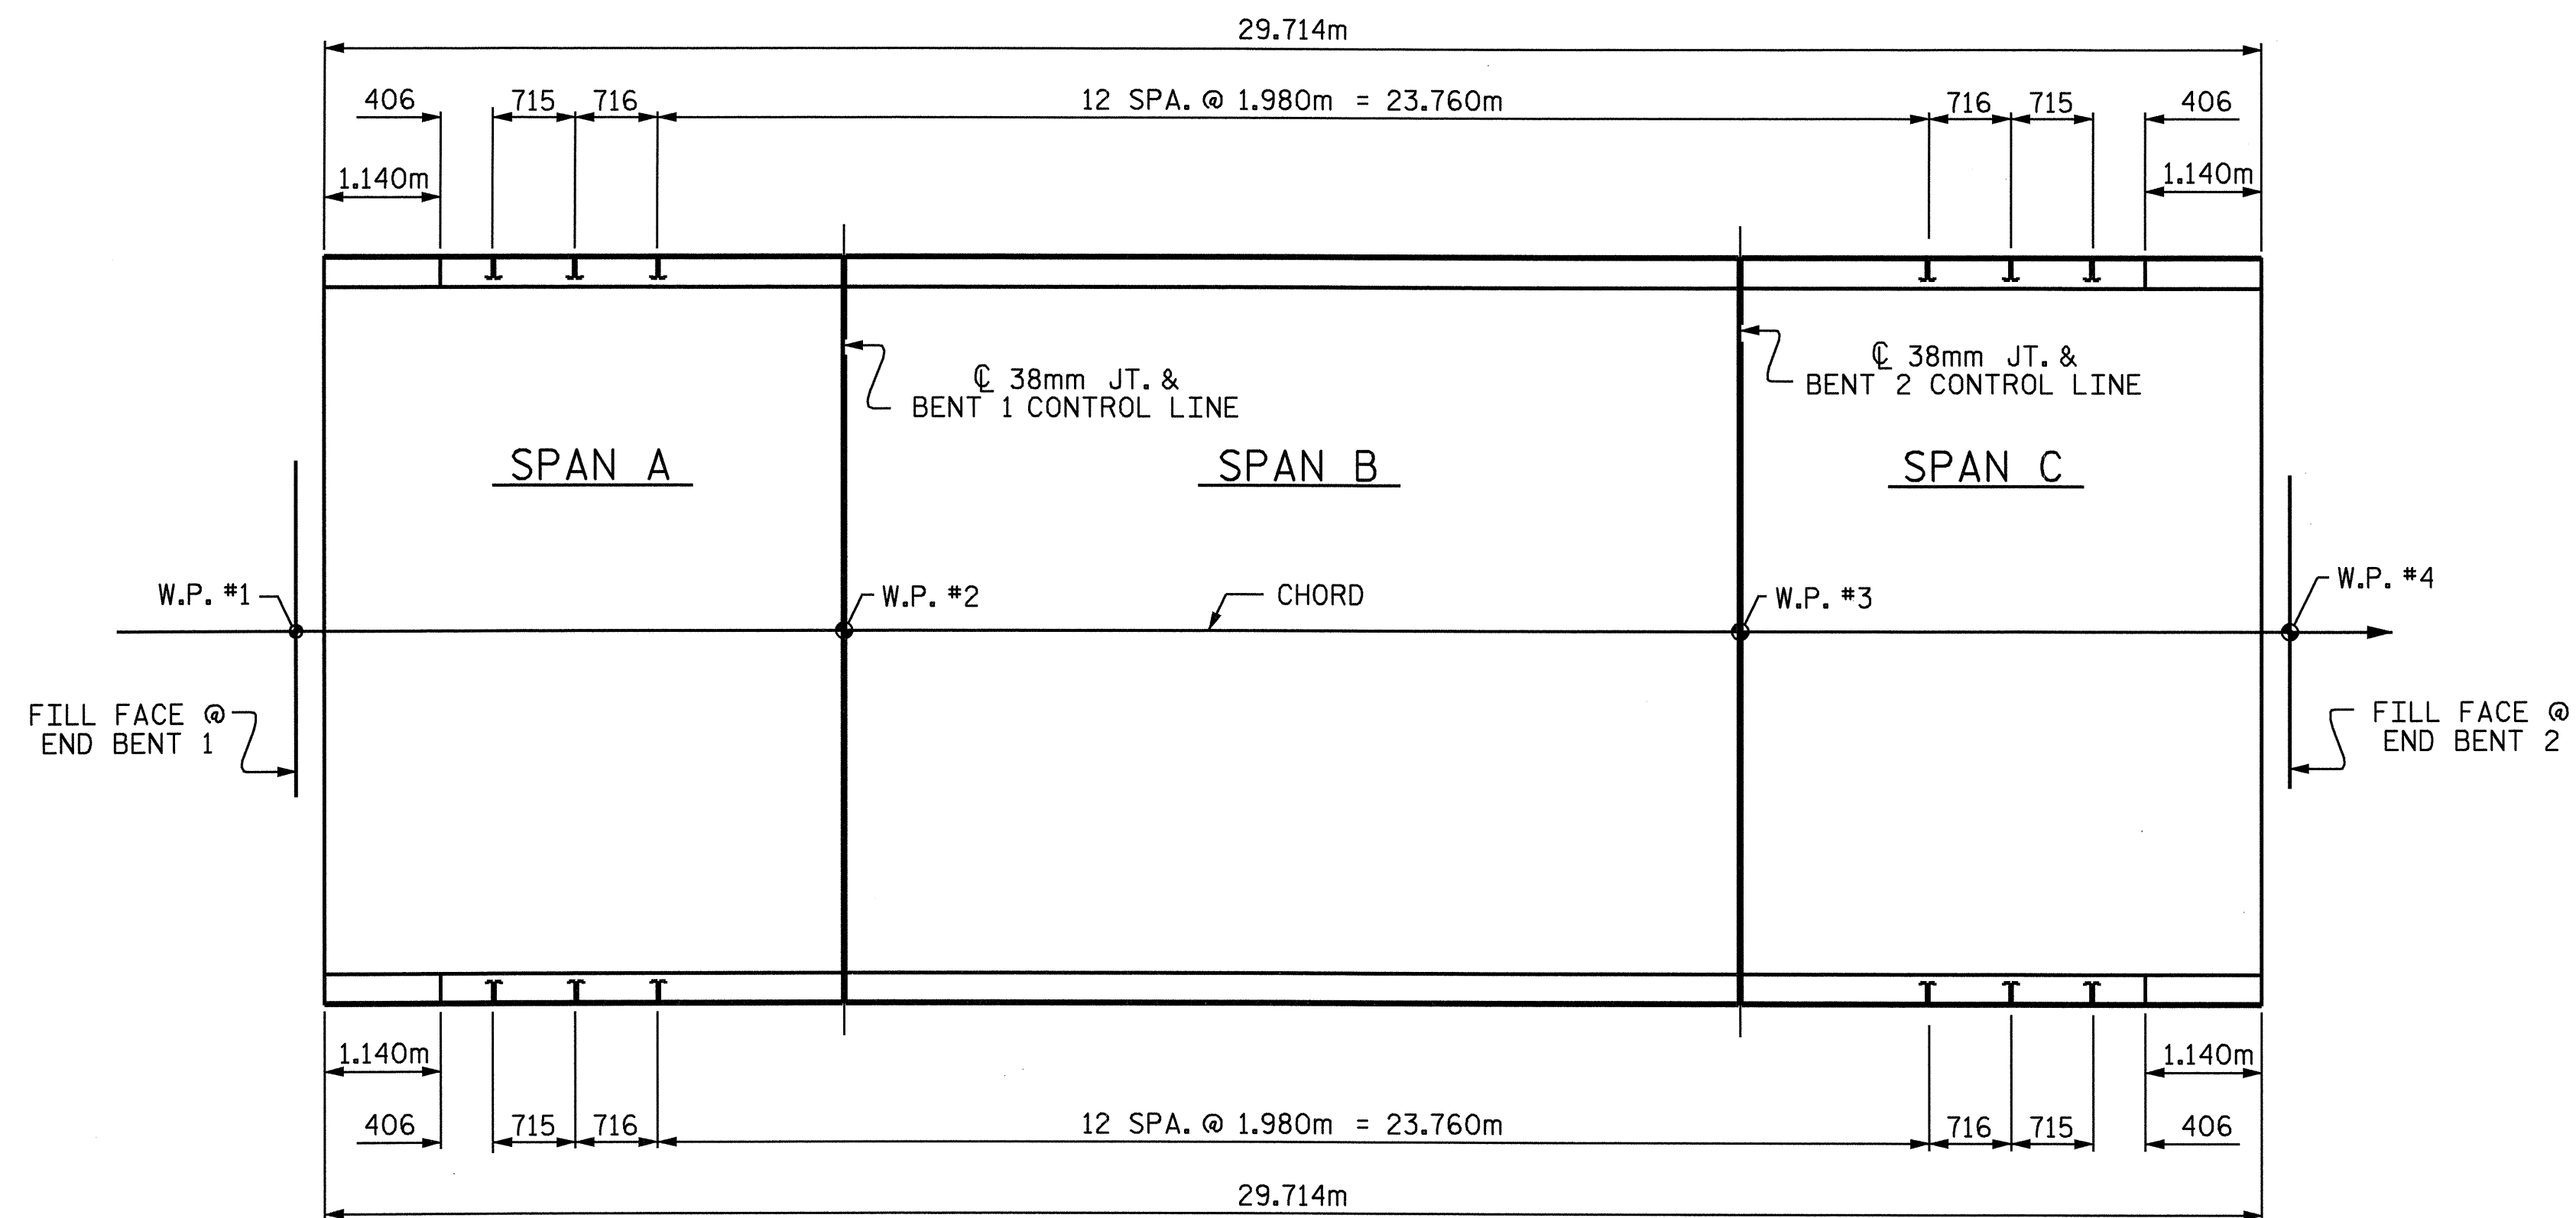 29.714m
406 715 716 12 SPA. @ 1.980m = 23.760m 716 715 406
1.140m 1.140m
℄ 38mm JT. &
BENT 1 CONTROL LINE
℄ 38mm JT. &
BENT 2 CONTROL LINE
SPAN A SPAN B SPAN C
W.P. #1 W.P. #2 CHORD W.P. #3 W.P. #4
FILL FACE @
END BENT 1
FILL FACE @
END BENT 2
1.140m 1.140m
406 715 716 12 SPA. @ 1.980m = 23.760m 716 715 406
29.714m